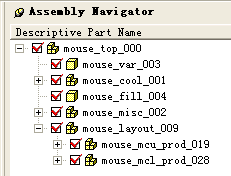 Assembly Navigator
Descriptive Part Name
mouse_top_000
mouse_var_003
mouse_cool_001
mouse_fill_004
mouse_misc_002
mouse_layout_009
mouse_mcu_prod_019
mouse_mcl_prod_028